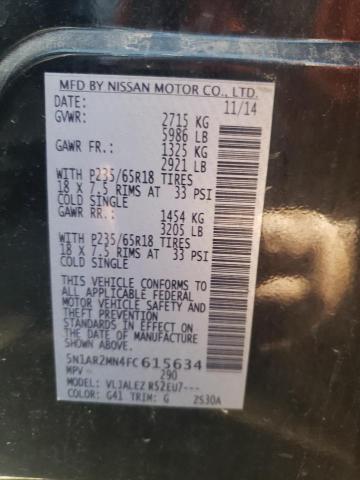 MFD BY NISSAN MOTOR CO., LTD.
DATE: 11/14
GVWR: 2715 KG
5986 LB
GAWR FR.: 1325 KG
2921 LB
WITH P235/65R18 TIRES
18 X 7.5 RIMS AT 33 PSI
COLD SINGLE
GAWR RR.: 1454 KG
3205 LB
WITH P235/65R18 TIRES
18 X 7.5 RIMS AT 33 PSI
COLD SINGLE
THIS VEHICLE CONFORMS TO
ALL APPLICABLE FEDERAL
MOTOR VEHICLE SAFETY AND
THEFT PREVENTION
STANDARDS IN EFFECT ON
THE DATE OF MANUFACTURE
SHOWN ABOVE
5N1AR2MN4FC615634
MPV 290
MODEL: VLJALEZ R52EU7---
COLOR: G41 TRIM: G 2S30A